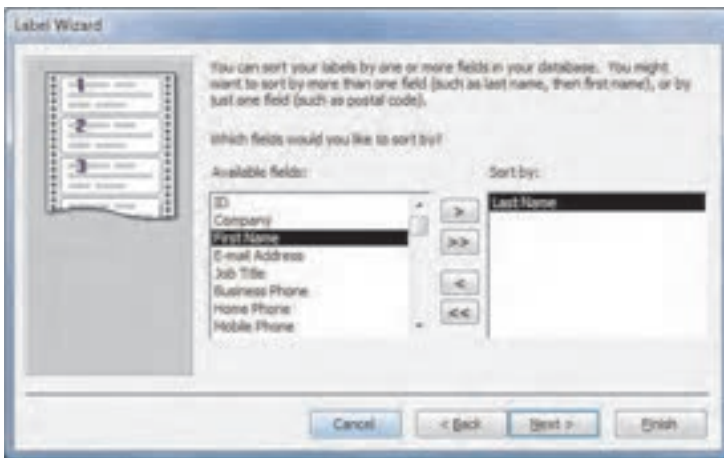 Label Wizard
You can sort your labels by one or more fields in your database. You might
want to sort by more than one field (such as last name, then first name), or by
just one field (such as postal code).
Which fields would you like to sort by?
Available fields:
Sort by:
ID
Company
First Name
E-mail Address
Job Title
Business Phone
Home Phone
Mobile Phone
>
>>
<
<<
Last Name
1
2
3
Cancel
< Back
Next >
Finish